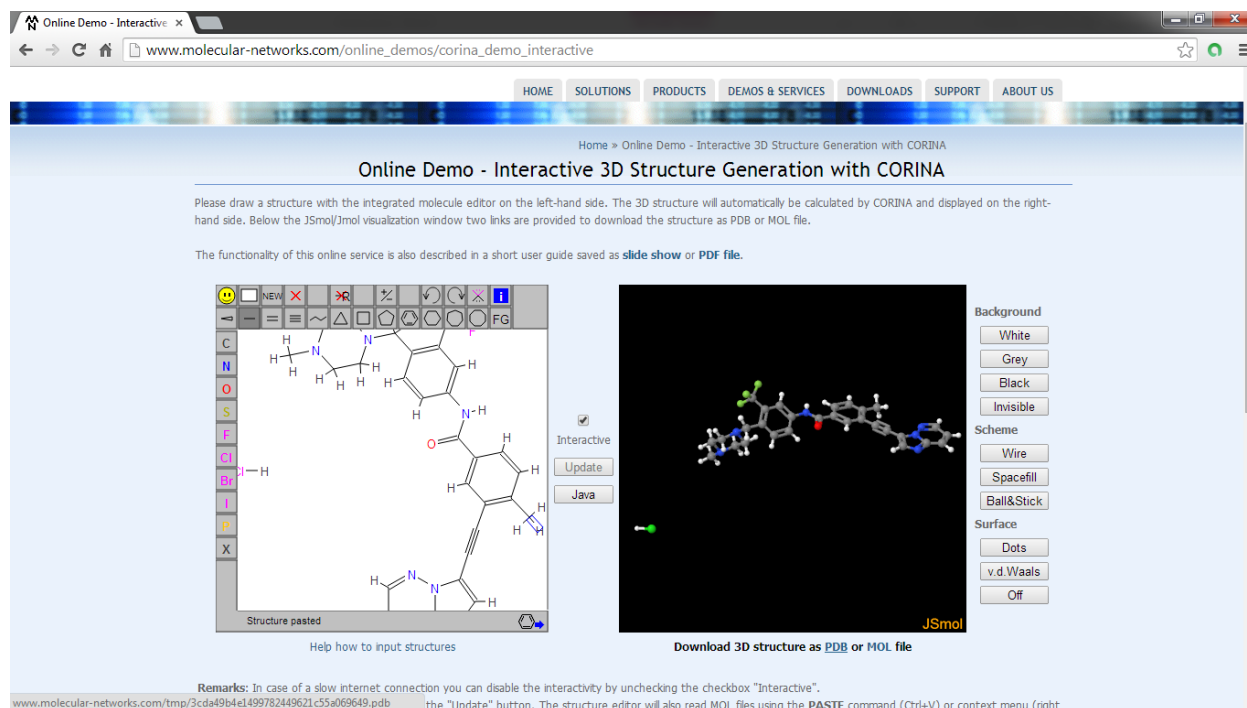 Online Demo - Interactive
www.molecular-networks.com/online_demos/corina_demo_interactive
HOME SOLUTIONS PRODUCTS DEMOS & SERVICES DOWNLOADS SUPPORT ABOUT US
Home » Online Demo - Interactive 3D Structure Generation with CORINA
Online Demo - Interactive 3D Structure Generation with CORINA
Please draw a structure with the integrated molecule editor on the left-hand side. The 3D structure will automatically be calculated by CORINA and displayed on the right-
hand side. Below the JSmol/Jmol visualization window two links are provided to download the structure as PDB or MOL file.
The functionality of this online service is also described in a short user guide saved as slide show or PDF file.
NEW R +/- i
FG
C
N
O
S
F
Cl
Br
I
P
X
F
H N
H N
H
H H H
H
H
H
H
N-H
O
H
H
H
H
H H
H N
N
H
H
Structure pasted
Help how to input structures
Interactive
Update
Java
JSmol
Download 3D structure as PDB or MOL file
Background
White
Grey
Black
Invisible
Scheme
Wire
Spacefill
Ball&Stick
Surface
Dots
v.d.Waals
Off
Remarks: In case of a slow internet connection you can disable the interactivity by unchecking the checkbox "Interactive".
www.molecular-networks.com/tmp/3cda49b4e1499782449621c55a069649.pdb the "Update" button. The structure editor will also read MOL files using the PASTE command (Ctrl+V) or context menu (right